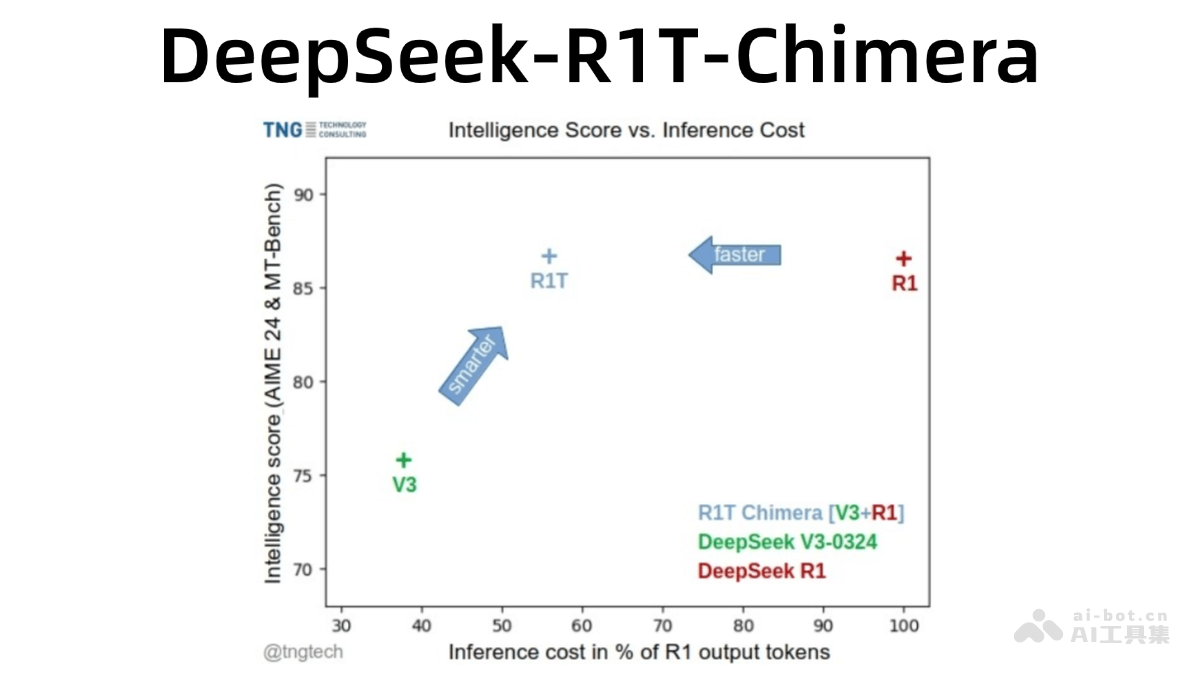 DeepSeek-R1T-Chimera
TNG TECHNOLOGY
CONSULTING
Intelligence Score vs. Inference Cost
Intelligence score (AIME 24 & MT-Bench)
90
85
80
75
70
faster
R1T
R1
smarter
V3
R1T Chimera [V3+R1]
DeepSeek V3-0324
DeepSeek R1
30 40 50 60 70 80 90 100
@tngtech
Inference cost in % of R1 output tokens
ai-bot.cn
AI工具集